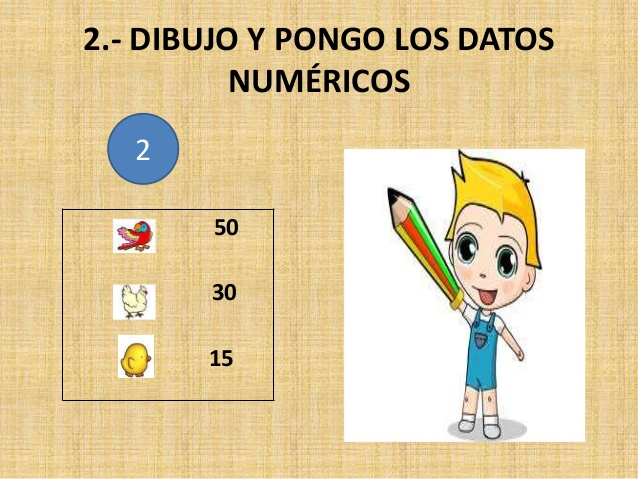 2.- DIBUJO Y PONGO LOS DATOS
NUMÉRICOS
2
50
30
15